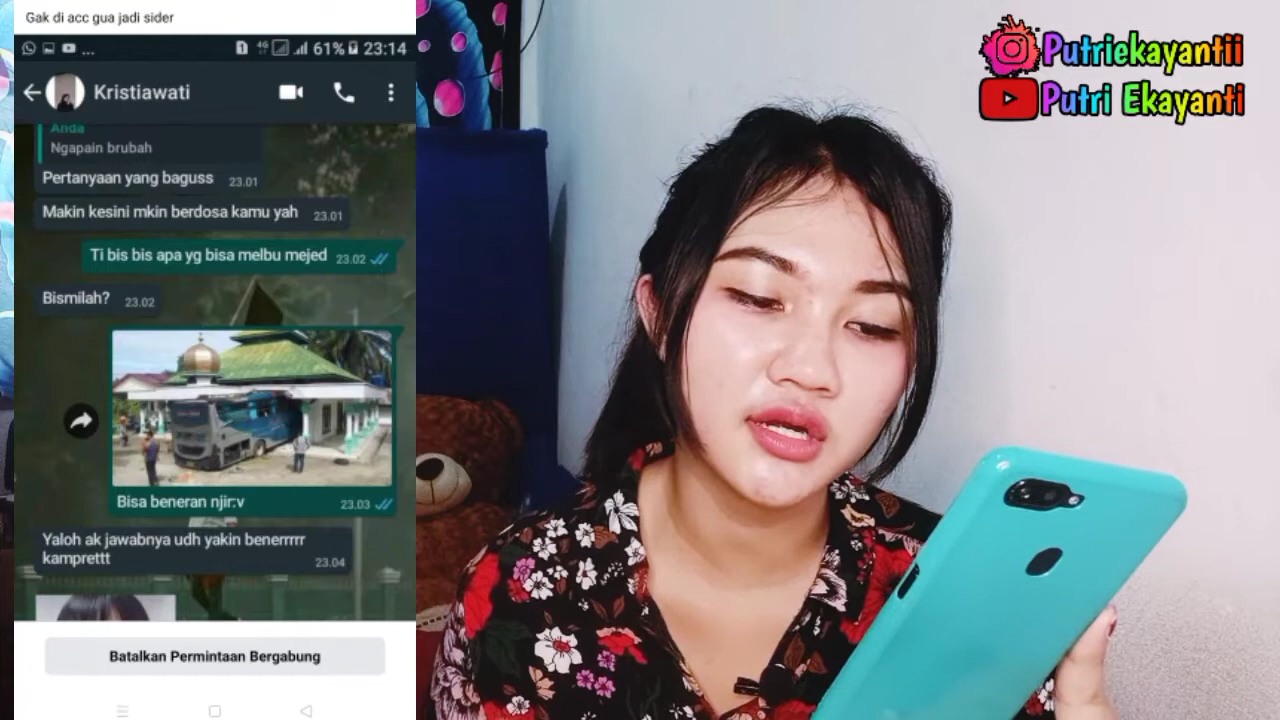 Gak di acc gua jadi sider
... 4G 61% 23:14
Kristiawati
Anda
Ngapain brubah
Pertanyaan yang baguss 23.01
Makin kesini mkin berdosa kamu yah 23.01
Ti bis bis apa yg bisa melbu mejed 23.02
Bismilah? 23.02
Bisa beneran njir:v 23.03
Yaloh ak jawabnya udh yakin benerrrrr
kamprettt 23.04
Batalkan Permintaan Bergabung
Putriekayantii
Putri Ekayanti